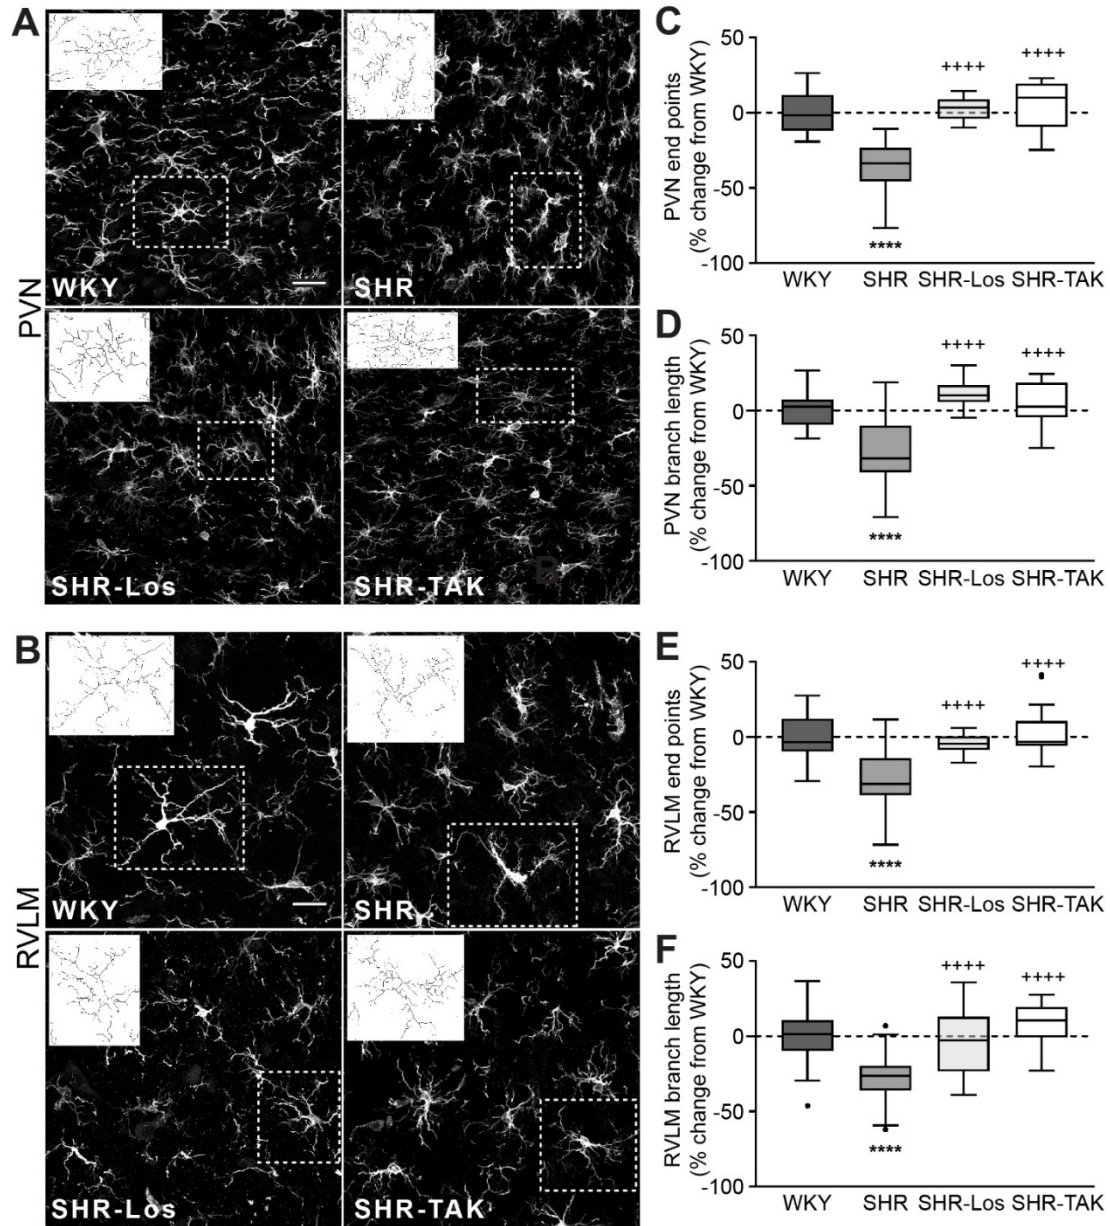 A
PVN
WKY
SHR
SHR-Los
SHR-TAK
B
B
RVLM
WKY
SHR
SHR-Los
SHR-TAK
C
PVN end points
(% change from WKY)
50
0
-50
-100
++++
++++
****
WKY SHR SHR-Los SHR-TAK
D
PVN branch length
(% change from WKY)
50
0
-50
-100
++++
++++
****
WKY SHR SHR-Los SHR-TAK
E
RVLM end points
(% change from WKY)
50
0
-50
-100
++++
++++
****
WKY SHR SHR-Los SHR-TAK
F
RVLM branch length
(% change from WKY)
50
0
-50
-100
++++
++++
****
WKY SHR SHR-Los SHR-TAK